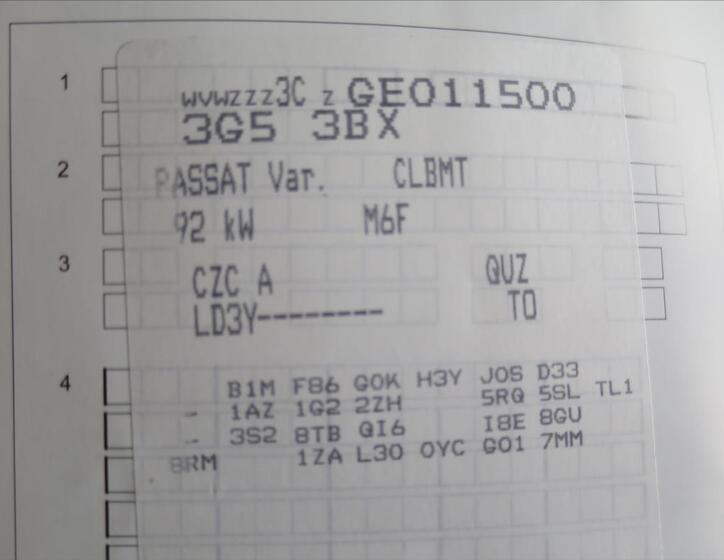 1
wvwzzz3C z GE011500
3G5 3BX
2
PASSAT Var. CLBMT
92 kW M6F
3
CZC A QUZ
LD3Y-------- T0
4
B1M F86 G0K H3Y J0S D33
- 1AZ 1G2 2ZH 5RQ 5SL TL1
- 3S2 8TB QI6 I8E 8GU
8RM 1ZA L30 0YC G01 7MM